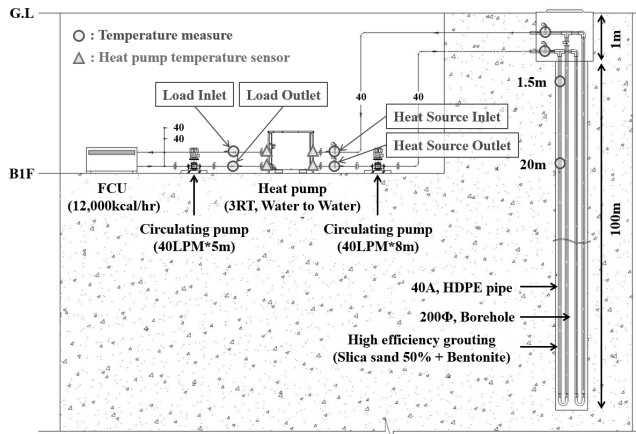 G.L
: Temperature measure
: Heat pump temperature sensor
1m
1.5m
40
40
Load Inlet
Load Outlet
Heat Source Inlet
Heat Source Outlet
40
40
20m
B1F
100m
FCU
(12,000kcal/hr)
Heat pump
(3RT, Water to Water)
Circulating pump
(40LPM*5m)
Circulating pump
(40LPM*8m)
40A, HDPE pipe
200Φ, Borehole
High efficiency grouting
(Slica sand 50% + Bentonite)